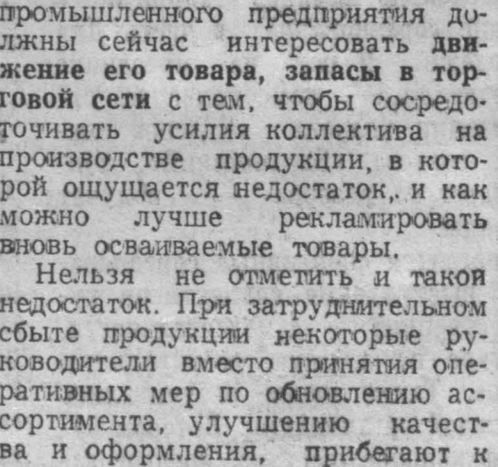 промышленного предприятия до-
лжны сейчас интересовать дви-
жение его товара, запасы в тор-
говой сети с тем, чтобы сосредо-
точивать усилия коллектива на
производстве продукции, в кото-
рой ощущается недостаток, и как
можно лучше рекламировать
вновь осваиваемые товары.
Нельзя не отметить и такой
недостаток. При затруднительном
сбыте продукции некоторые ру-
ководители вместо принятия опе-
ративных мер по обновлению ас-
сортимента, улучшению качест-
ва и оформления, прибегают к